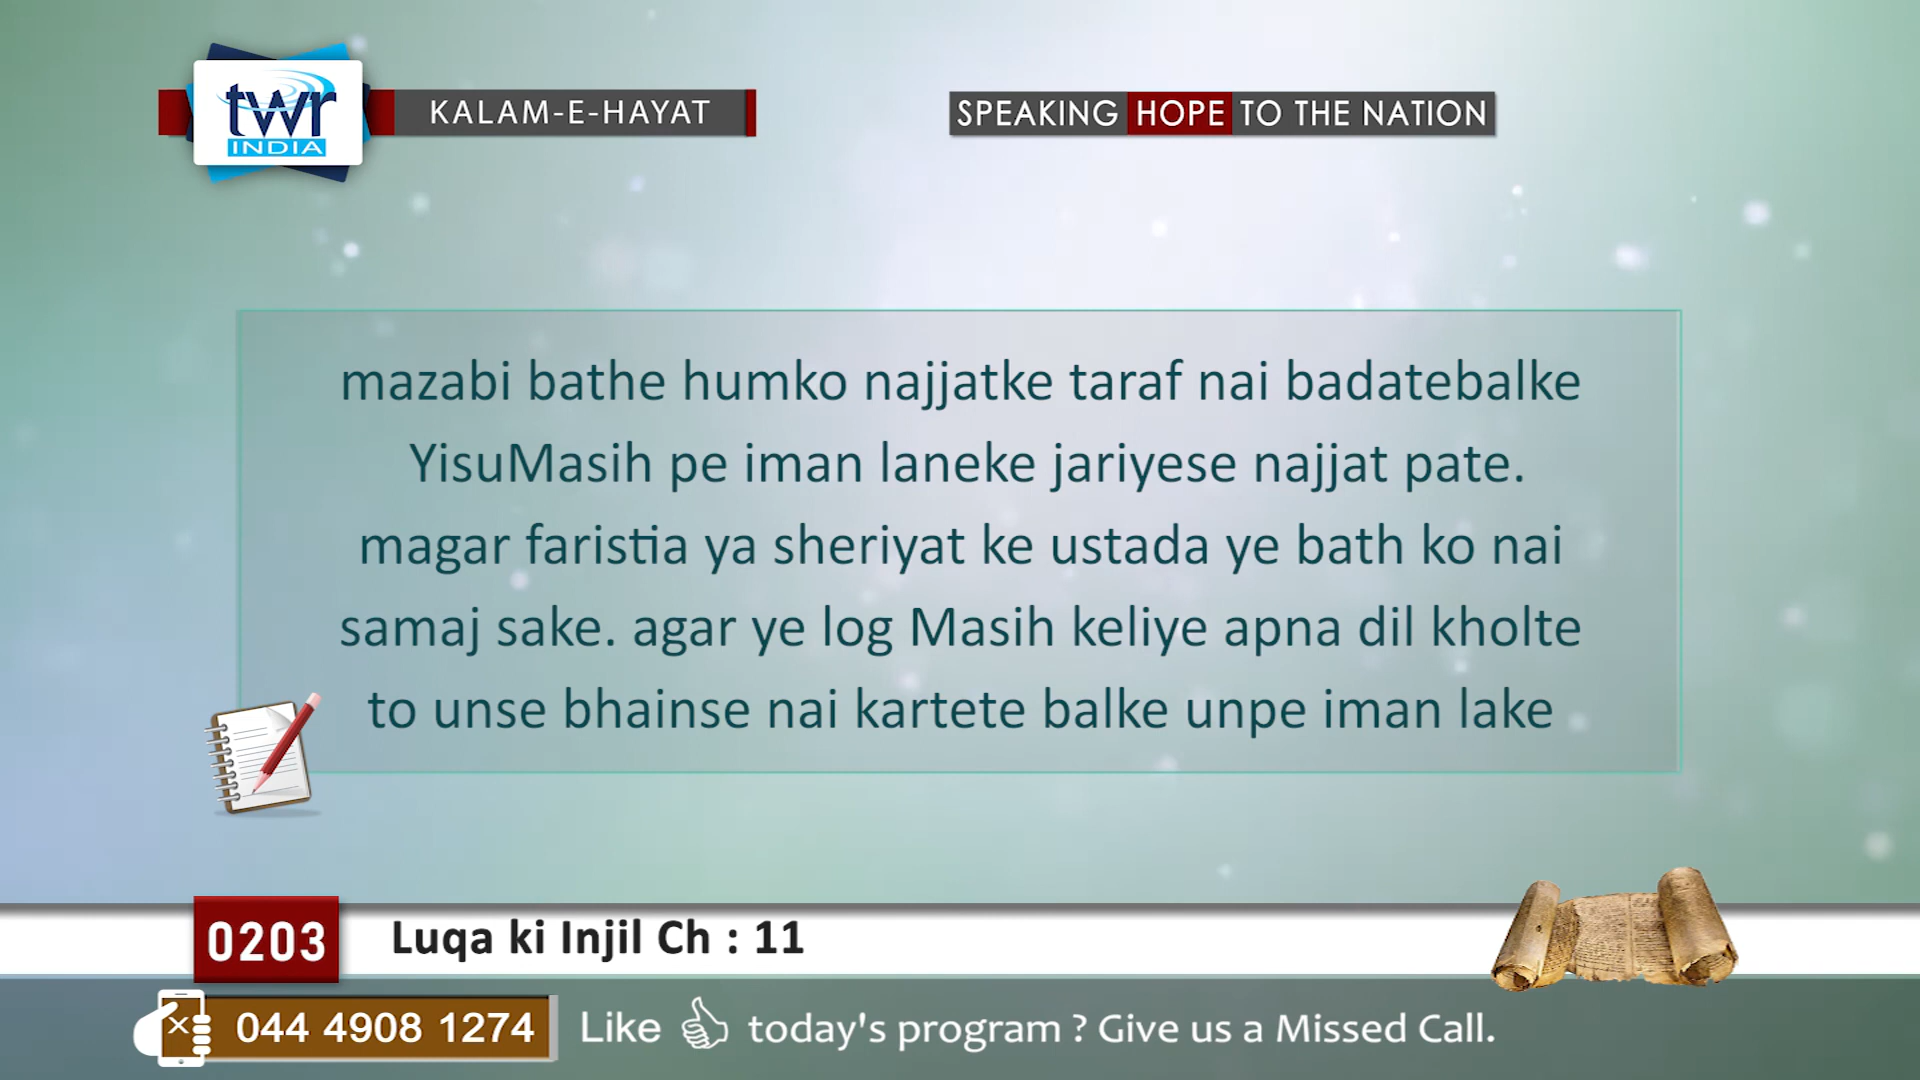 twr
INDIA
KALAM-E-HAYAT
SPEAKING HOPE TO THE NATION
mazabi bathe humko najjatke taraf nai badatebalke
YisuMasih pe iman laneke jariyese najjat pate.
magar faristia ya sheriyat ke ustada ye bath ko nai
samaj sake. agar ye log Masih keliye apna dil kholte
to unse bhainse nai kartete balke unpe iman lake
0203
Luqa ki Injil Ch : 11
044 4908 1274
Like today's program ? Give us a Missed Call.